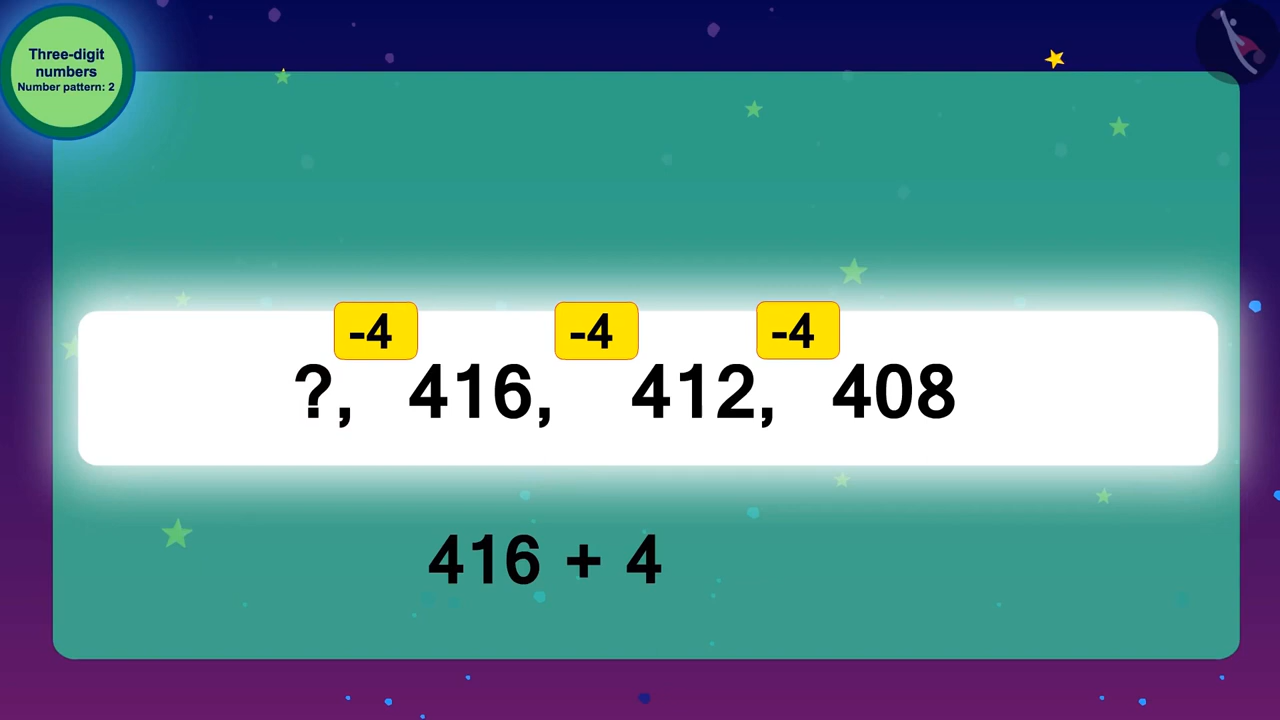 Three-digit
numbers
Number pattern: 2
-4 -4 -4
?, 416, 412, 408
416 + 4